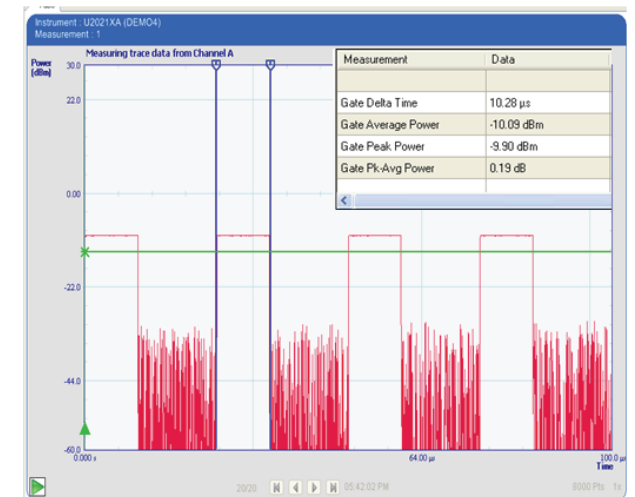 Instrument : U2021XA (DEMO4)
Measurement : 1
Measuring trace data from Channel A
Power
(dBm)
30.0
22.0
0.00
-22.0
-44.0
-60.0
Measurement Data
Gate Delta Time 10.28 µs
Gate Average Power -10.09 dBm
Gate Peak Power -9.90 dBm
Gate Pk-Avg Power 0.19 dB
0.000 s 64.00 µs 100.0 µs
Time
20/20 05:42:02 PM 8000 Pts 1x